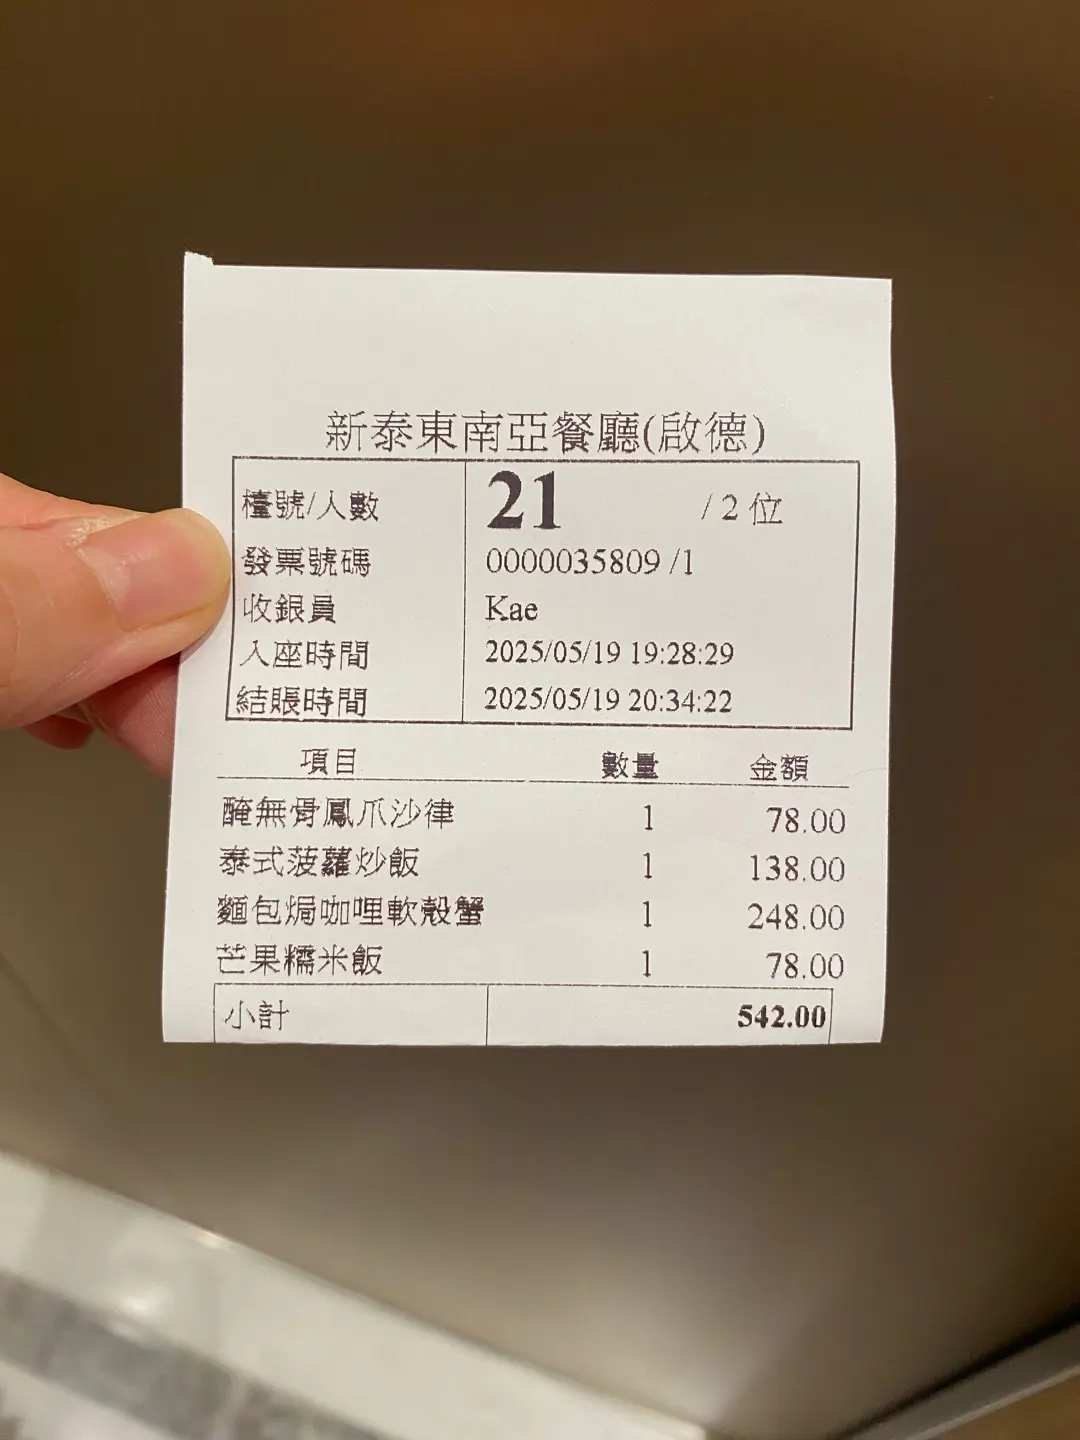 新泰東南亞餐廳(啟德)
檯號/人數 21 / 2 位
發票號碼 0000035809 /1
收銀員 Kae
入座時間 2025/05/19 19:28:29
結賬時間 2025/05/19 20:34:22
項目 數量 金額
醃無骨鳳爪沙律 1 78.00
泰式菠蘿炒飯 1 138.00
麵包焗咖哩軟殼蟹 1 248.00
芒果糯米飯 1 78.00
小計 542.00